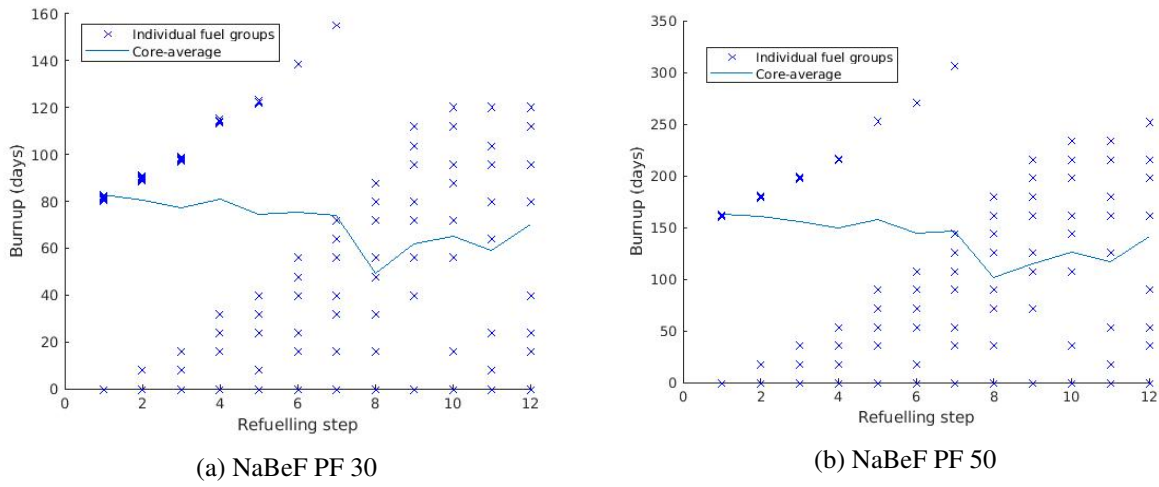 160
140
120
100
80
60
40
20
0
Burnup (days)
Individual fuel groups
Core-average
0 2 4 6 8 10 12
Refuelling step
(a) NaBeF PF 30
350
300
250
200
150
100
50
0
Burnup (days)
Individual fuel groups
Core-average
0 2 4 6 8 10 12
Refuelling step
(b) NaBeF PF 50